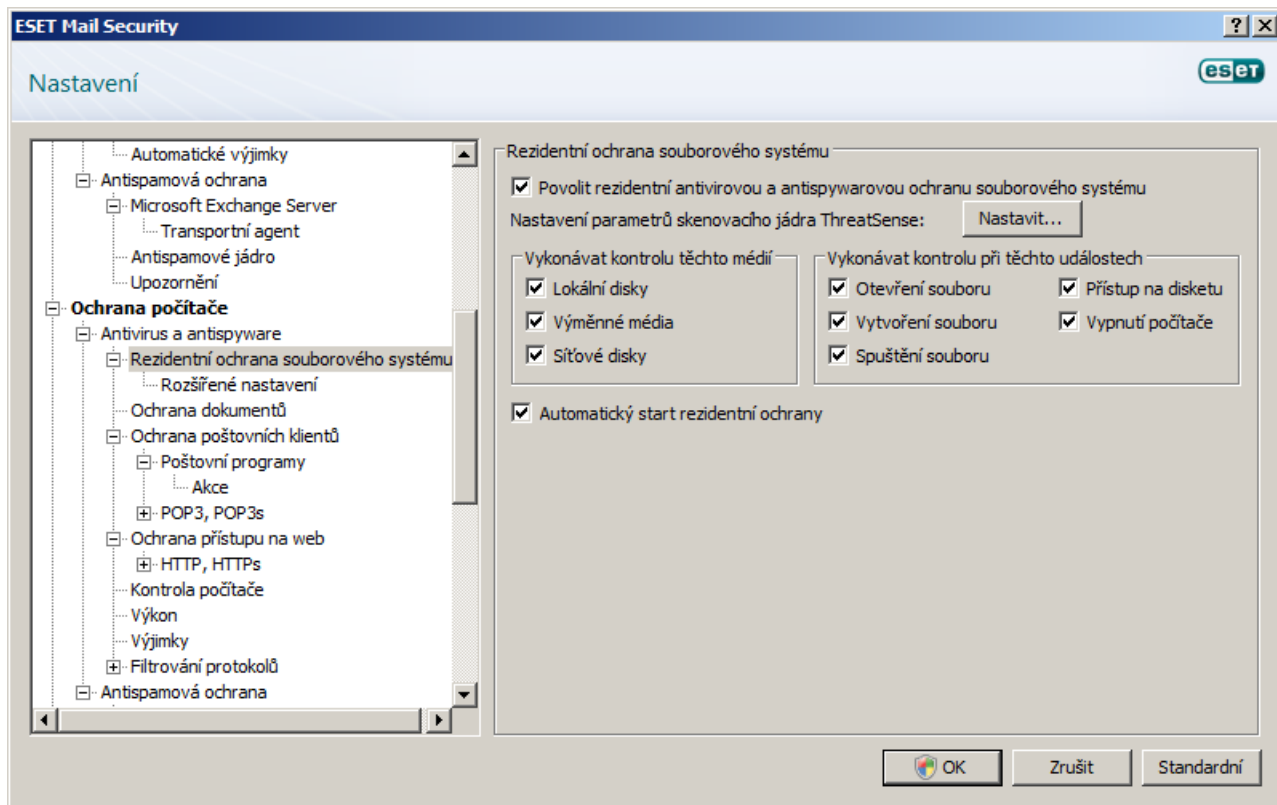 ESET Mail Security
Nastavení
eset
Automatické výjimky
Antispamová ochrana
Microsoft Exchange Server
Transportní agent
Antispamové jádro
Upozornění
Ochrana počítače
Antivirus a antispyware
Rezidentní ochrana souborového systému
Rozšířené nastavení
Ochrana dokumentů
Ochrana poštovních klientů
Poštovní programy
Akce
POP3, POP3s
Ochrana přístupu na web
HTTP, HTTPs
Kontrola počítače
Výkon
Výjimky
Filtrování protokolů
Antispamová ochrana
Rezidentní ochrana souborového systému
Povolit rezidentní antivirovou a antispywarovou ochranu souborového systému
Nastavení parametrů skenovacího jádra ThreatSense: Nastavit...
Vykonávat kontrolu těchto médií
Lokální disky
Výměnné média
Síťové disky
Vykonávat kontrolu při těchto událostech
Otevření souboru Přístup na disketu
Vytvoření souboru Vypnutí počítače
Spuštění souboru
Automatický start rezidentní ochrany
OK Zrušit Standardní